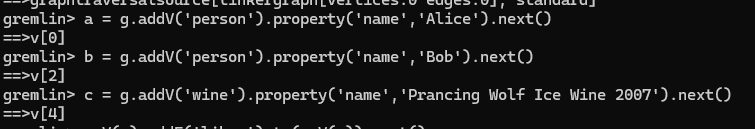 ==>graphtraversalsource[tinkergraph[vertices:0 edges:0], standard]
gremlin> a = g.addV('person').property('name','Alice').next()
==>v[0]
gremlin> b = g.addV('person').property('name','Bob').next()
==>v[2]
gremlin> c = g.addV('wine').property('name','Prancing Wolf Ice Wine 2007').next()
==>v[4]